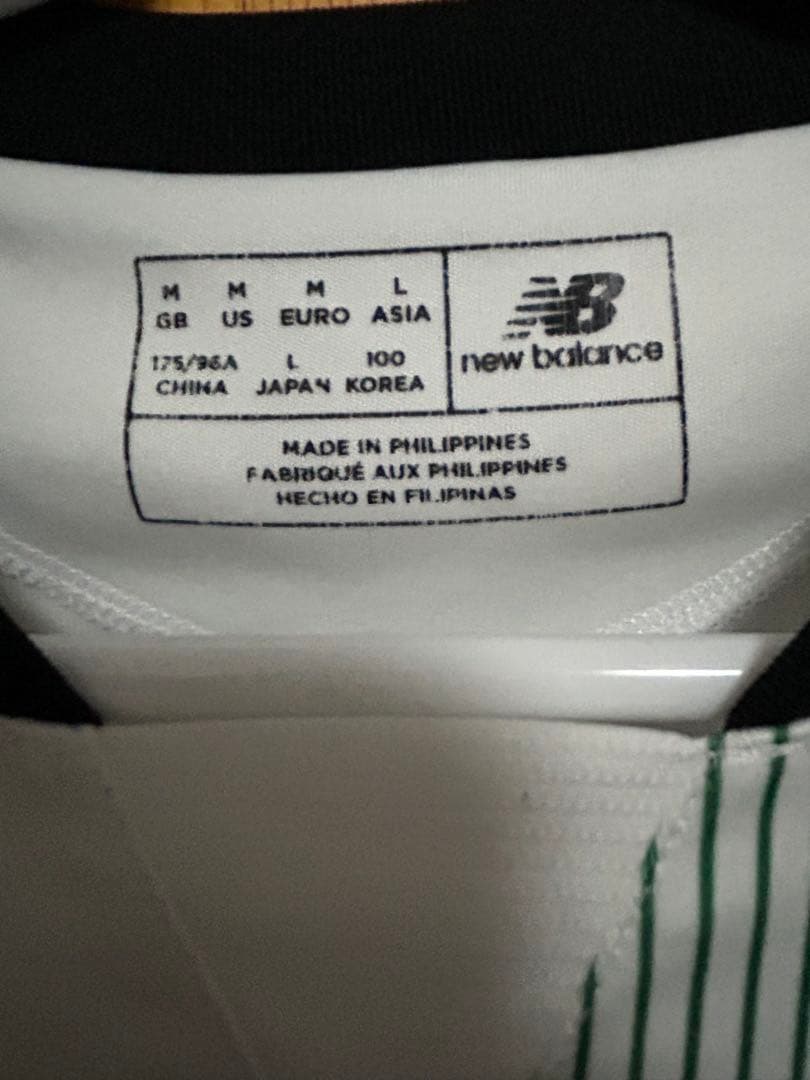 M M M L
GB US EURO ASIA
175/96A L 100
CHINA JAPAN KOREA
NB
new balance
MADE IN PHILIPPINES
FABRIQUÉ AUX PHILIPPINES
HECHO EN FILIPINAS